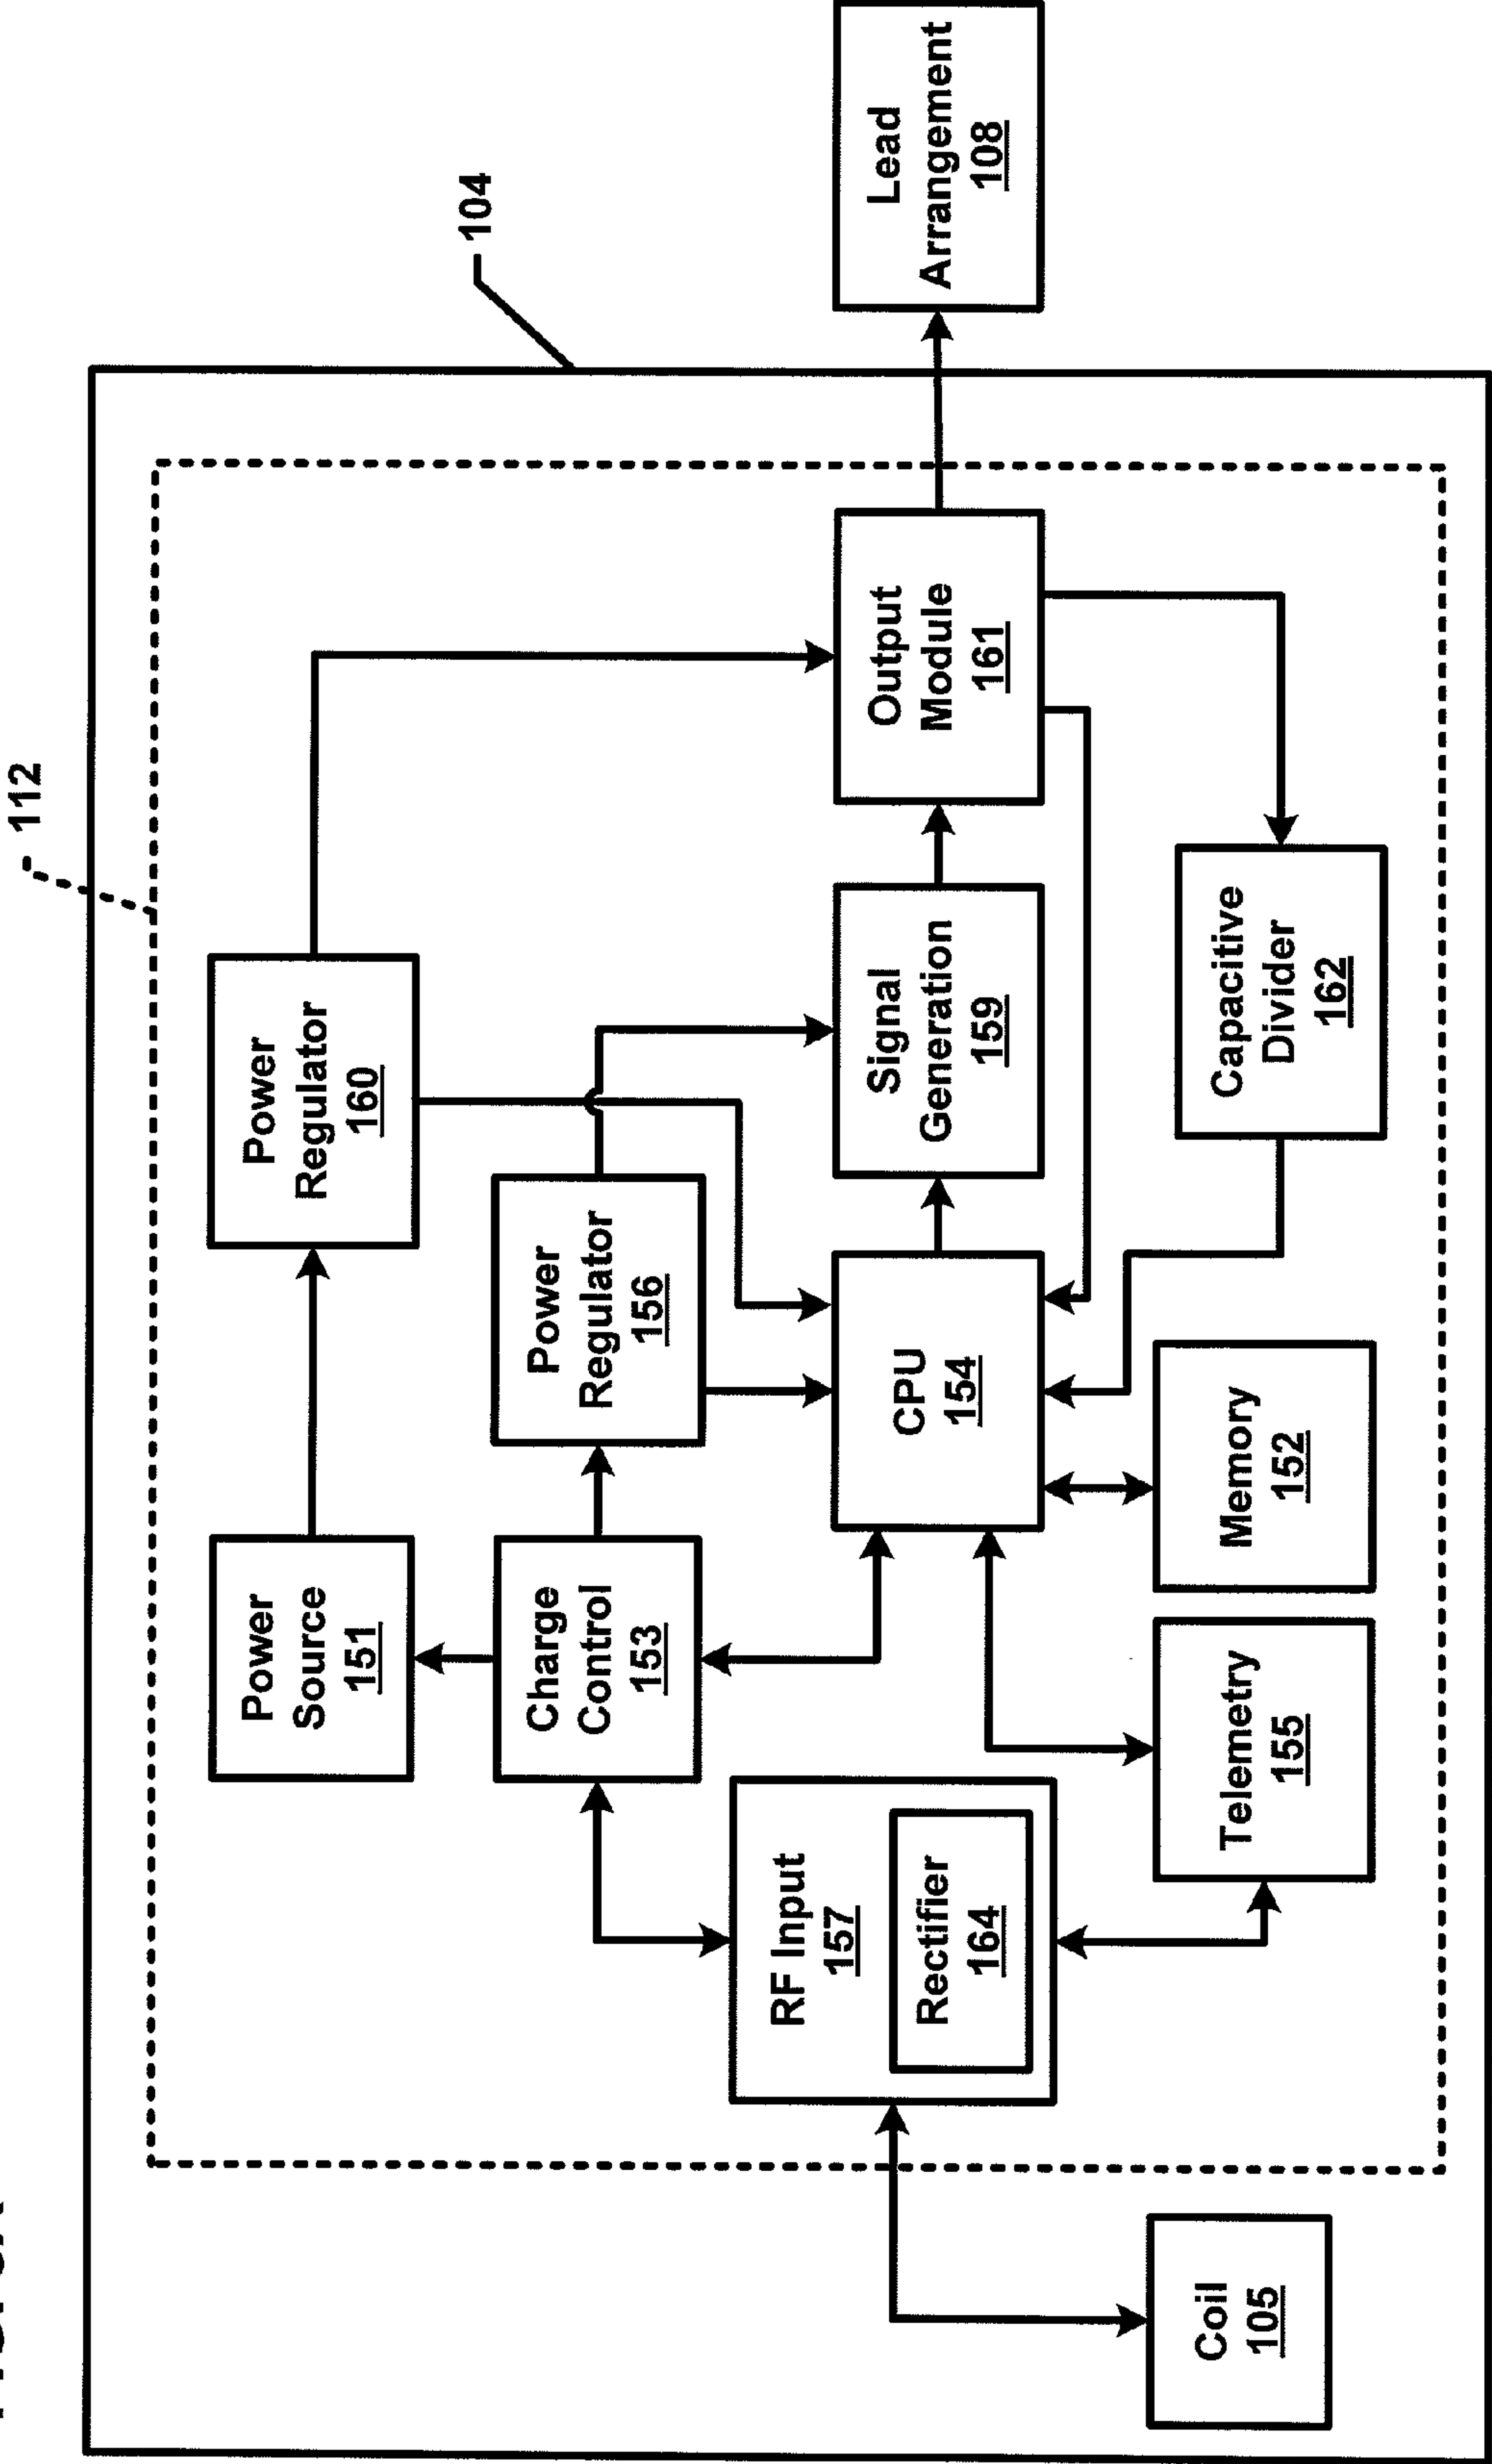 112
104
Power
Source
151
Power
Regulator
160
Charge
Control
153
Power
Regulator
156
RF Input
157
Rectifier
164
CPU
154
Signal
Generation
159
Output
Module
161
Lead
Arrangement
108
Coil
105
Telemetry
155
Memory
152
Capacitive
Divider
162